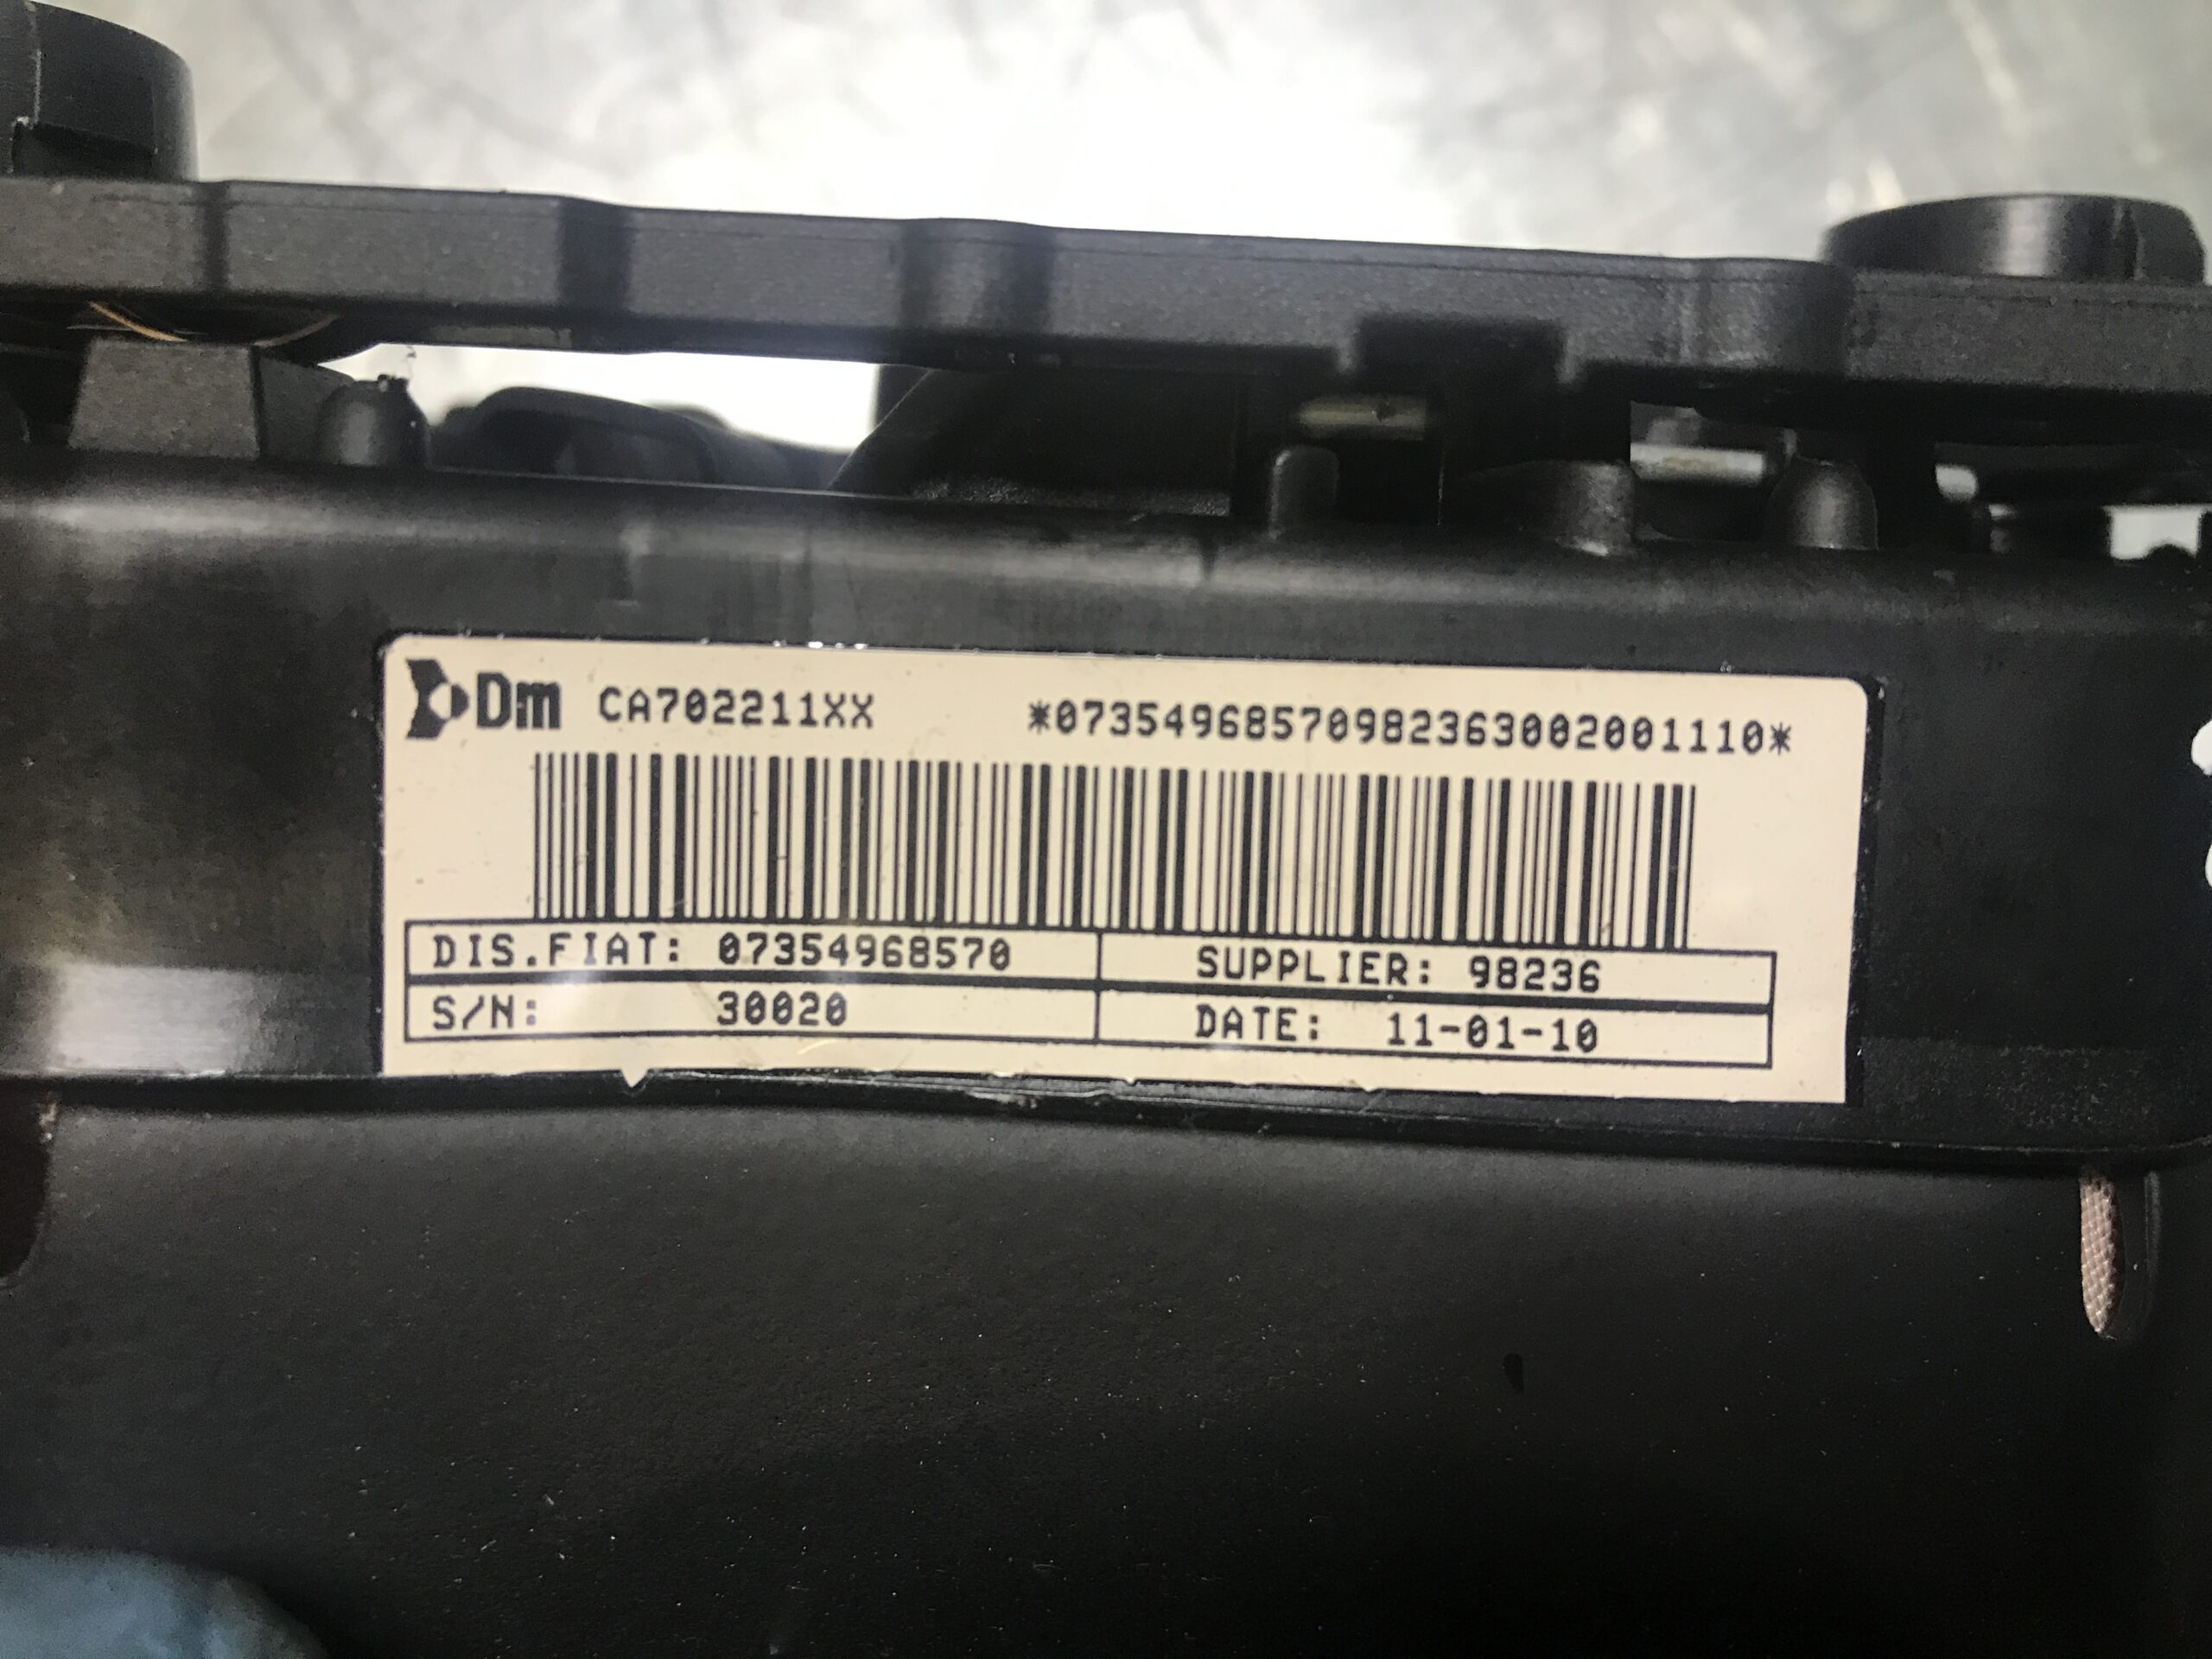 Dm CA702211XX *07354968570982363002001110*
DIS.FIAT: 07354968570 SUPPLIER: 98236
S/N: 30020 DATE: 11-01-10